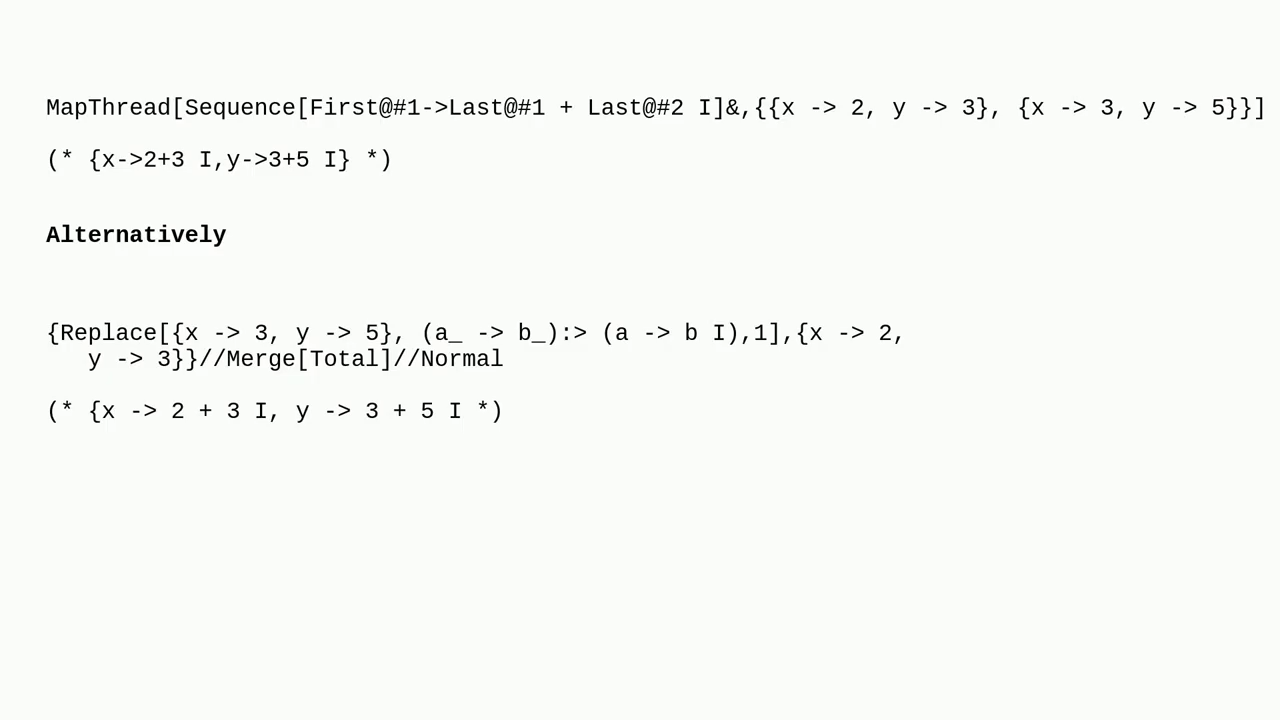 MapThread[Sequence[First@#1->Last@#1 + Last@#2 I]&,{{x -> 2, y -> 3}, {x -> 3, y -> 5}}]
(* {x->2+3 I,y->3+5 I} *)
Alternatively
{Replace[{x -> 3, y -> 5}, (a_ -> b_):> (a -> b I),1],{x -> 2,
y -> 3}}//Merge[Total]//Normal
(* {x -> 2 + 3 I, y -> 3 + 5 I *)